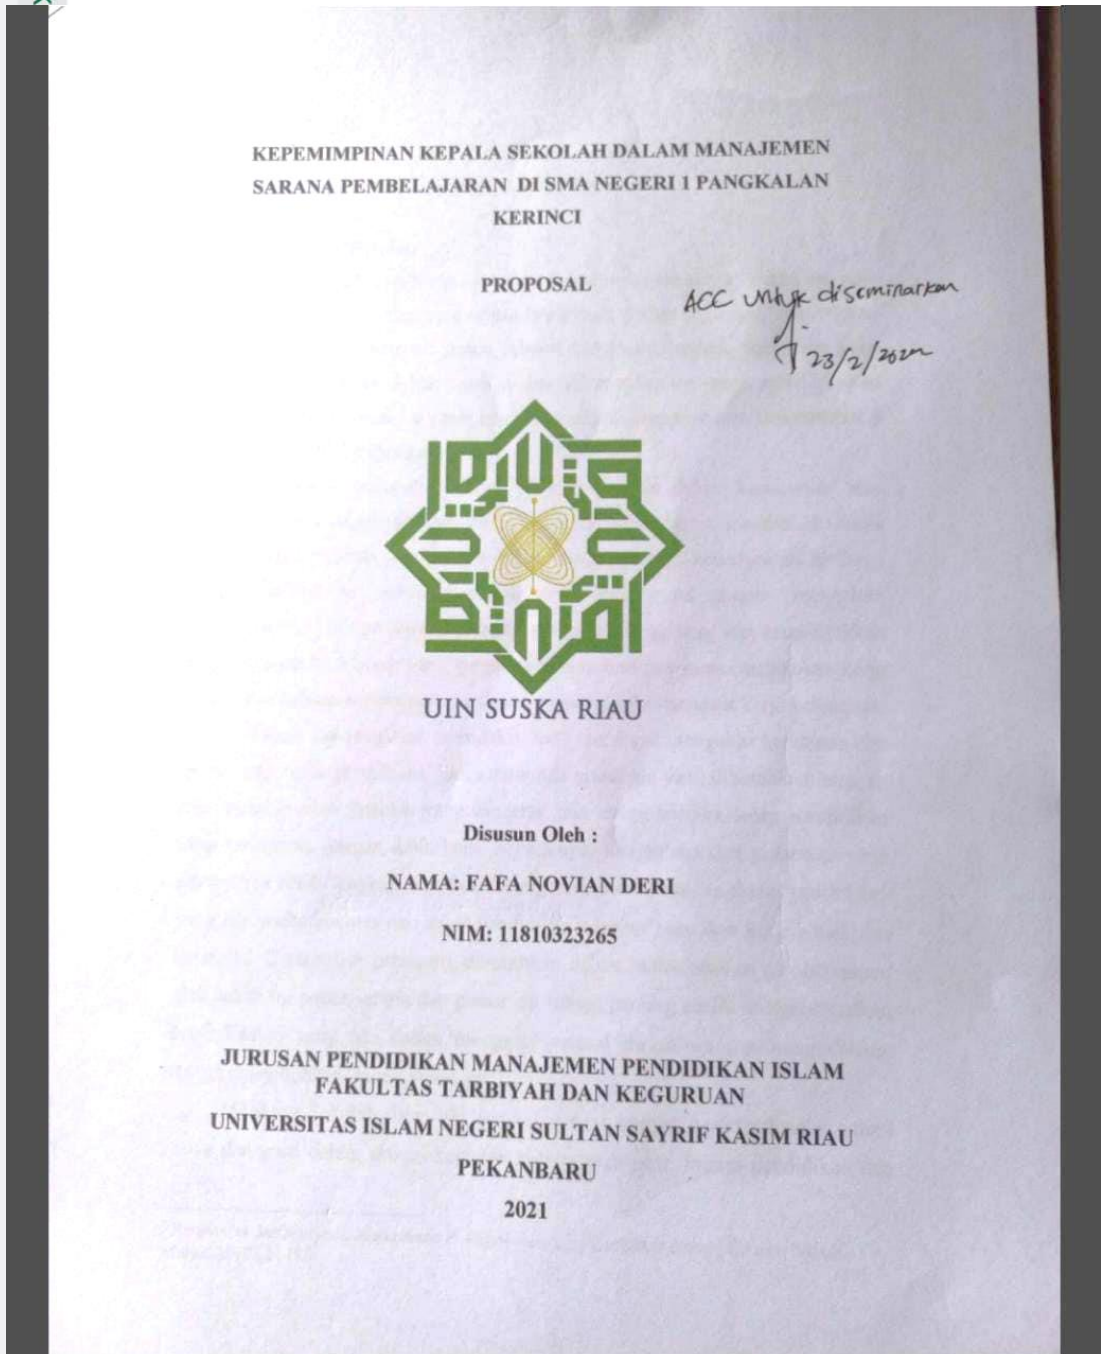 KEPEMIMPINAN KEPALA SEKOLAH DALAM MANAJEMEN
SARANA PEMBELAJARAN DI SMA NEGERI 1 PANGKALAN
KERINCI
PROPOSAL
ACC untuk diseminarkan
23/2/2022
UIN SUSKA RIAU
Disusun Oleh :
NAMA: FAFA NOVIAN DERI
NIM: 11810323265
JURUSAN PENDIDIKAN MANAJEMEN PENDIDIKAN ISLAM
FAKULTAS TARBIYAH DAN KEGURUAN
UNIVERSITAS ISLAM NEGERI SULTAN SAYRIF KASIM RIAU
PEKANBARU
2021